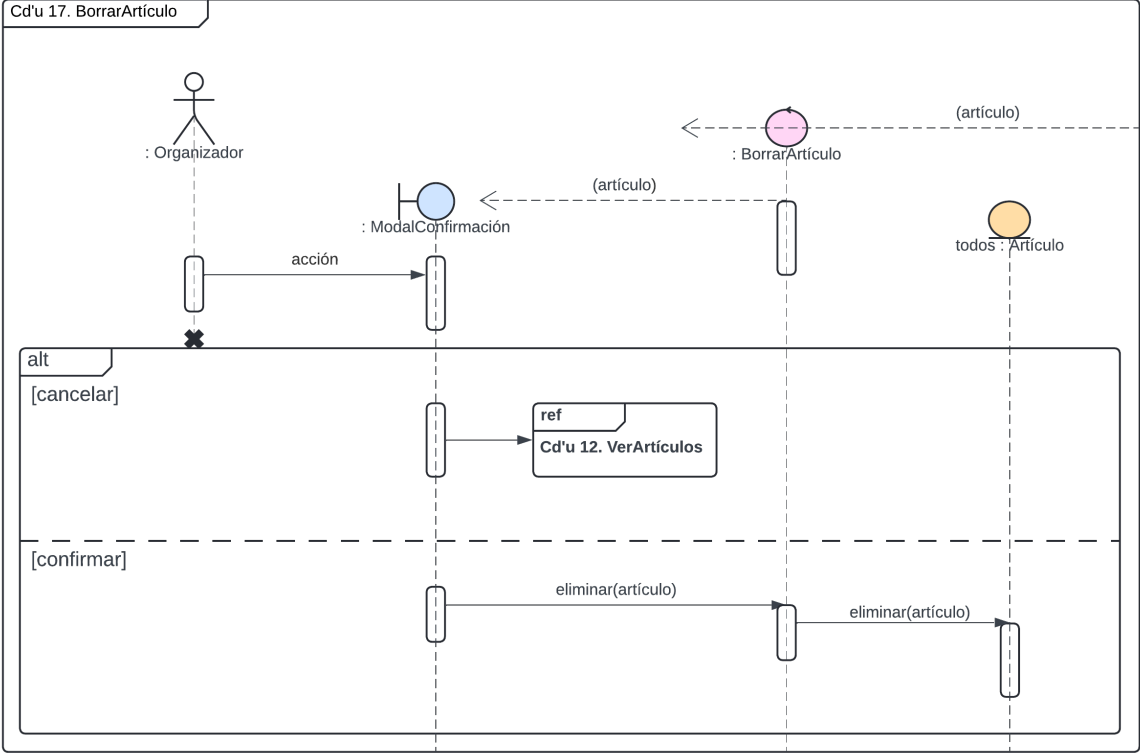 Cd'u 17. BorrarArtículo
(artículo)
: Organizador
: BorrarArtículo
(artículo)
: ModalConfirmación
todos : Artículo
acción
alt
[cancelar]
ref
Cd'u 12. VerArtículos
[confirmar]
eliminar(artículo)
eliminar(artículo)